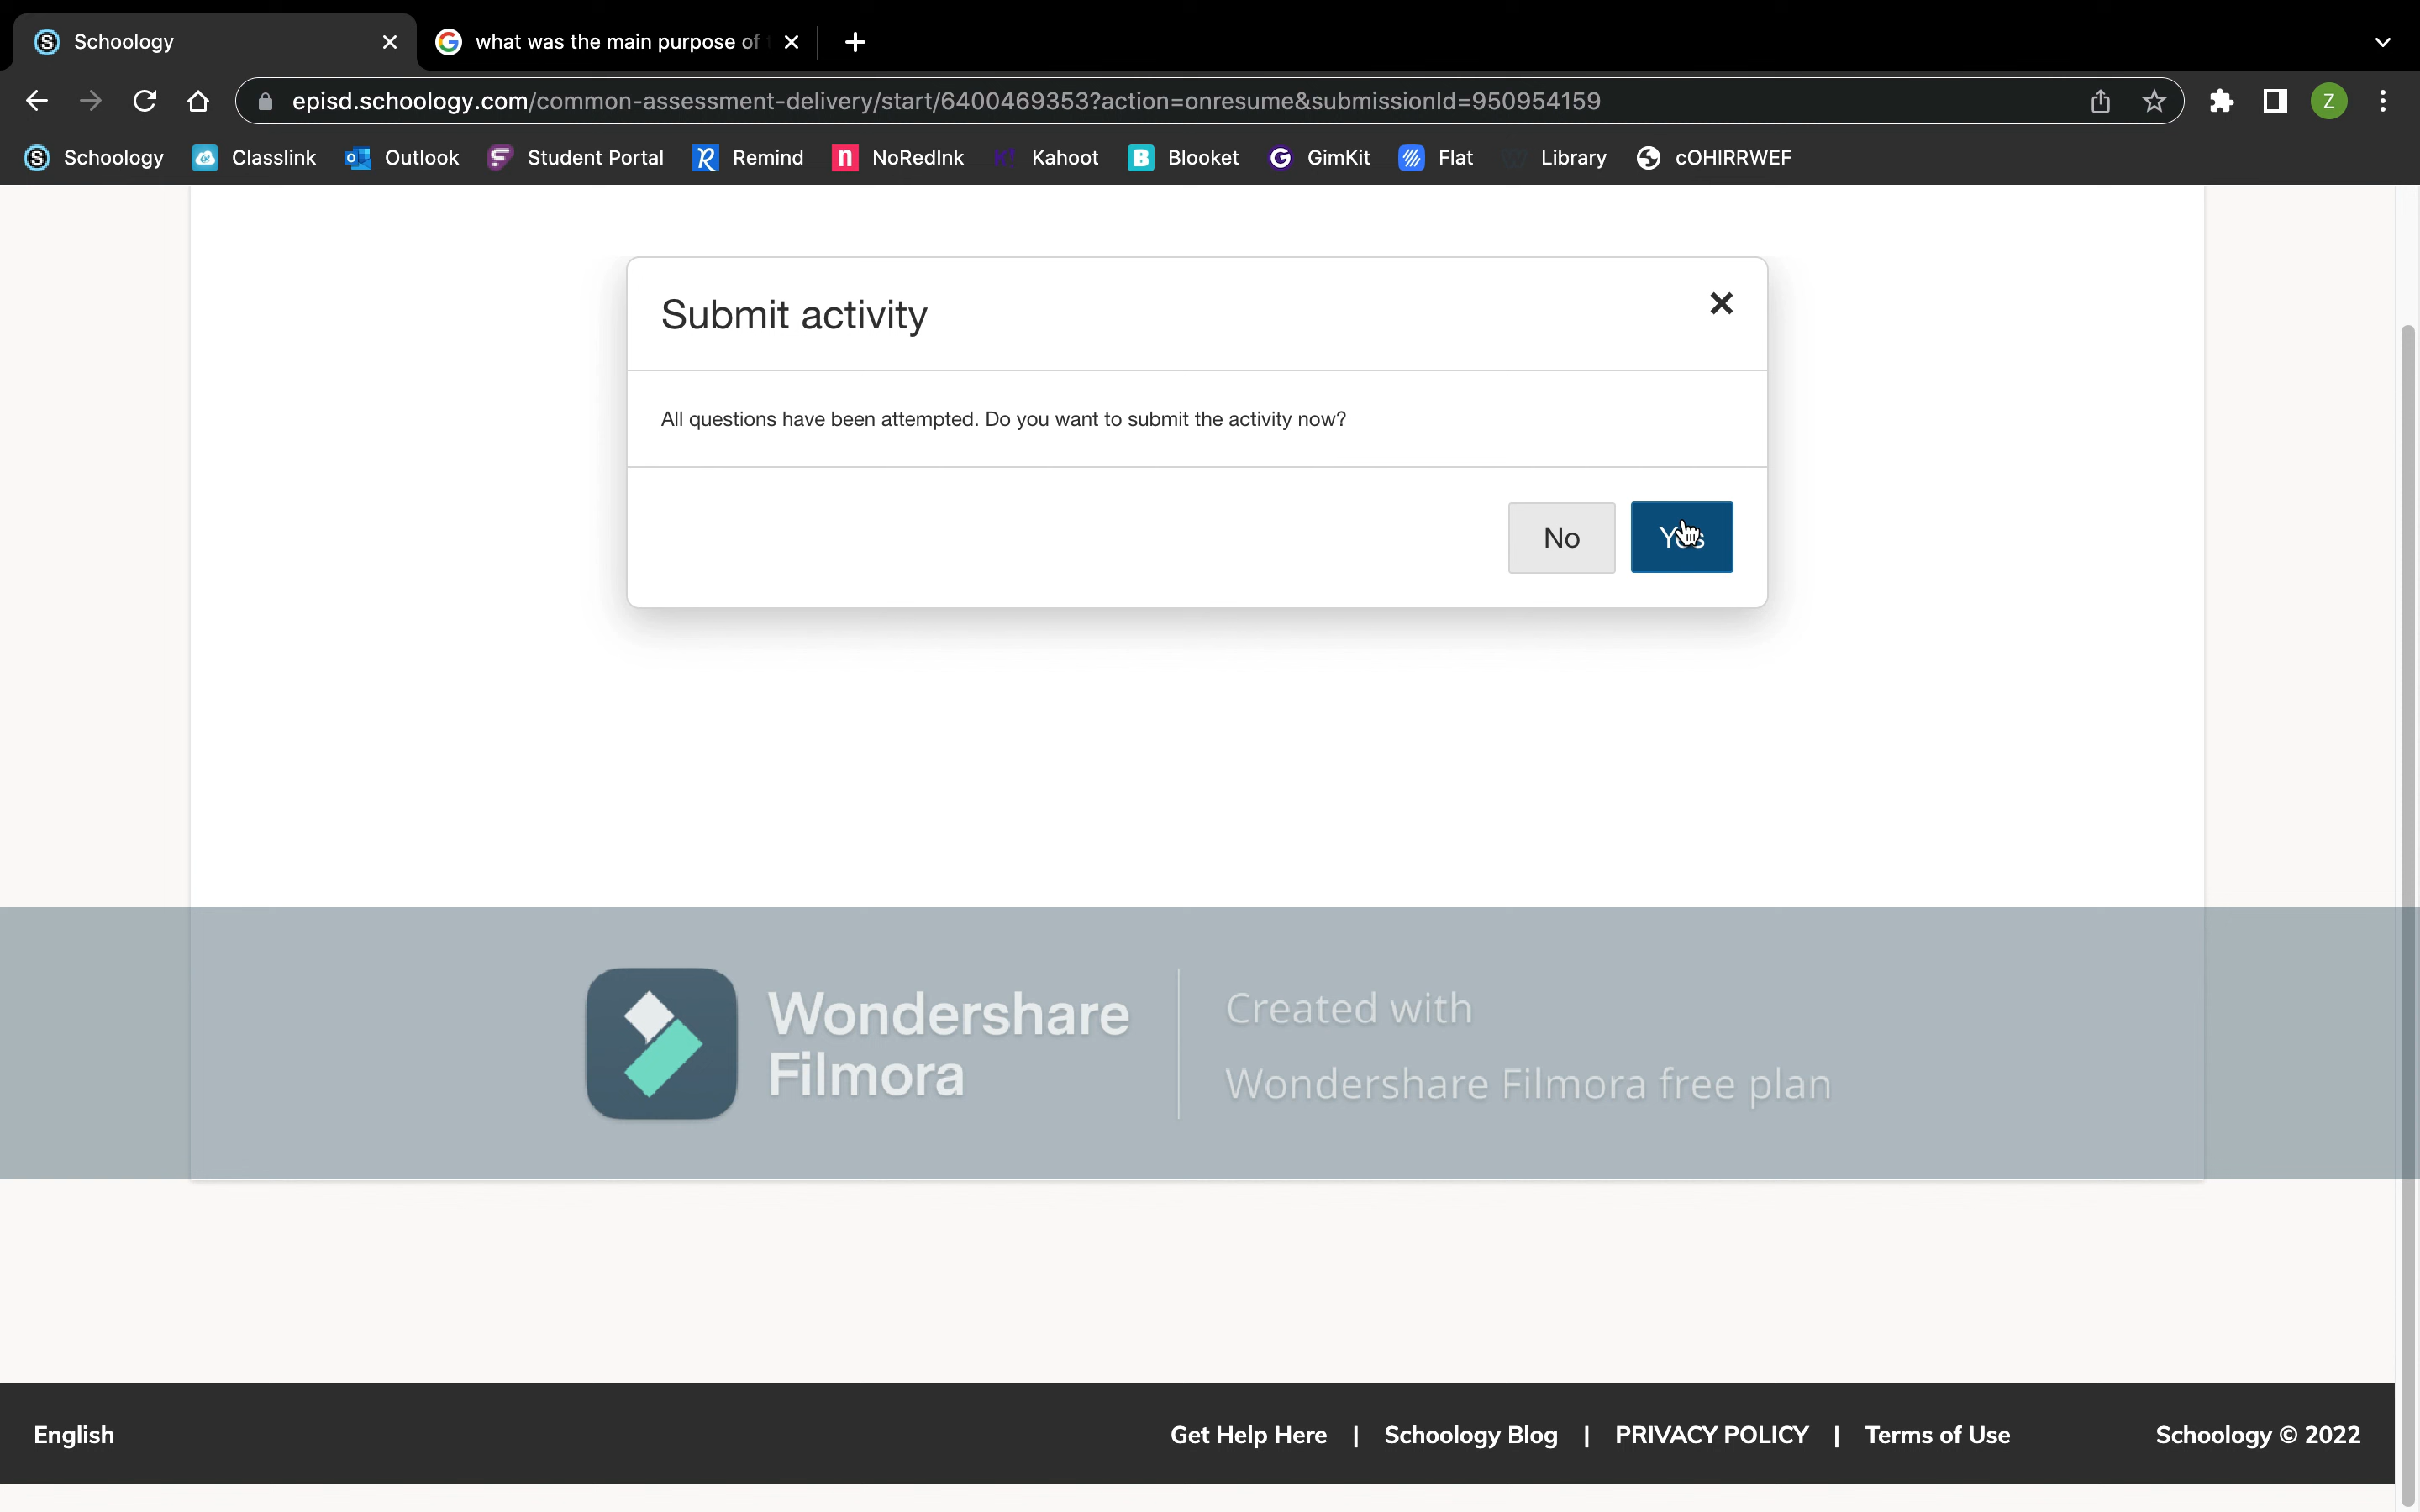 Schoology
what was the main purpose of
episd.schoology.com/common-assessment-delivery/start/6400469353?action=onresume&submissionId=950954159
Z
Schoology Classlink Outlook Student Portal Remind NoRedInk Kahoot Blooket GimKit Flat Library cOHIRRWEF
Submit activity
All questions have been attempted. Do you want to submit the activity now?
No Yes
Wondershare
Filmora
Created with
Wondershare Filmora free plan
English Get Help Here | Schoology Blog | PRIVACY POLICY | Terms of Use Schoology © 2022